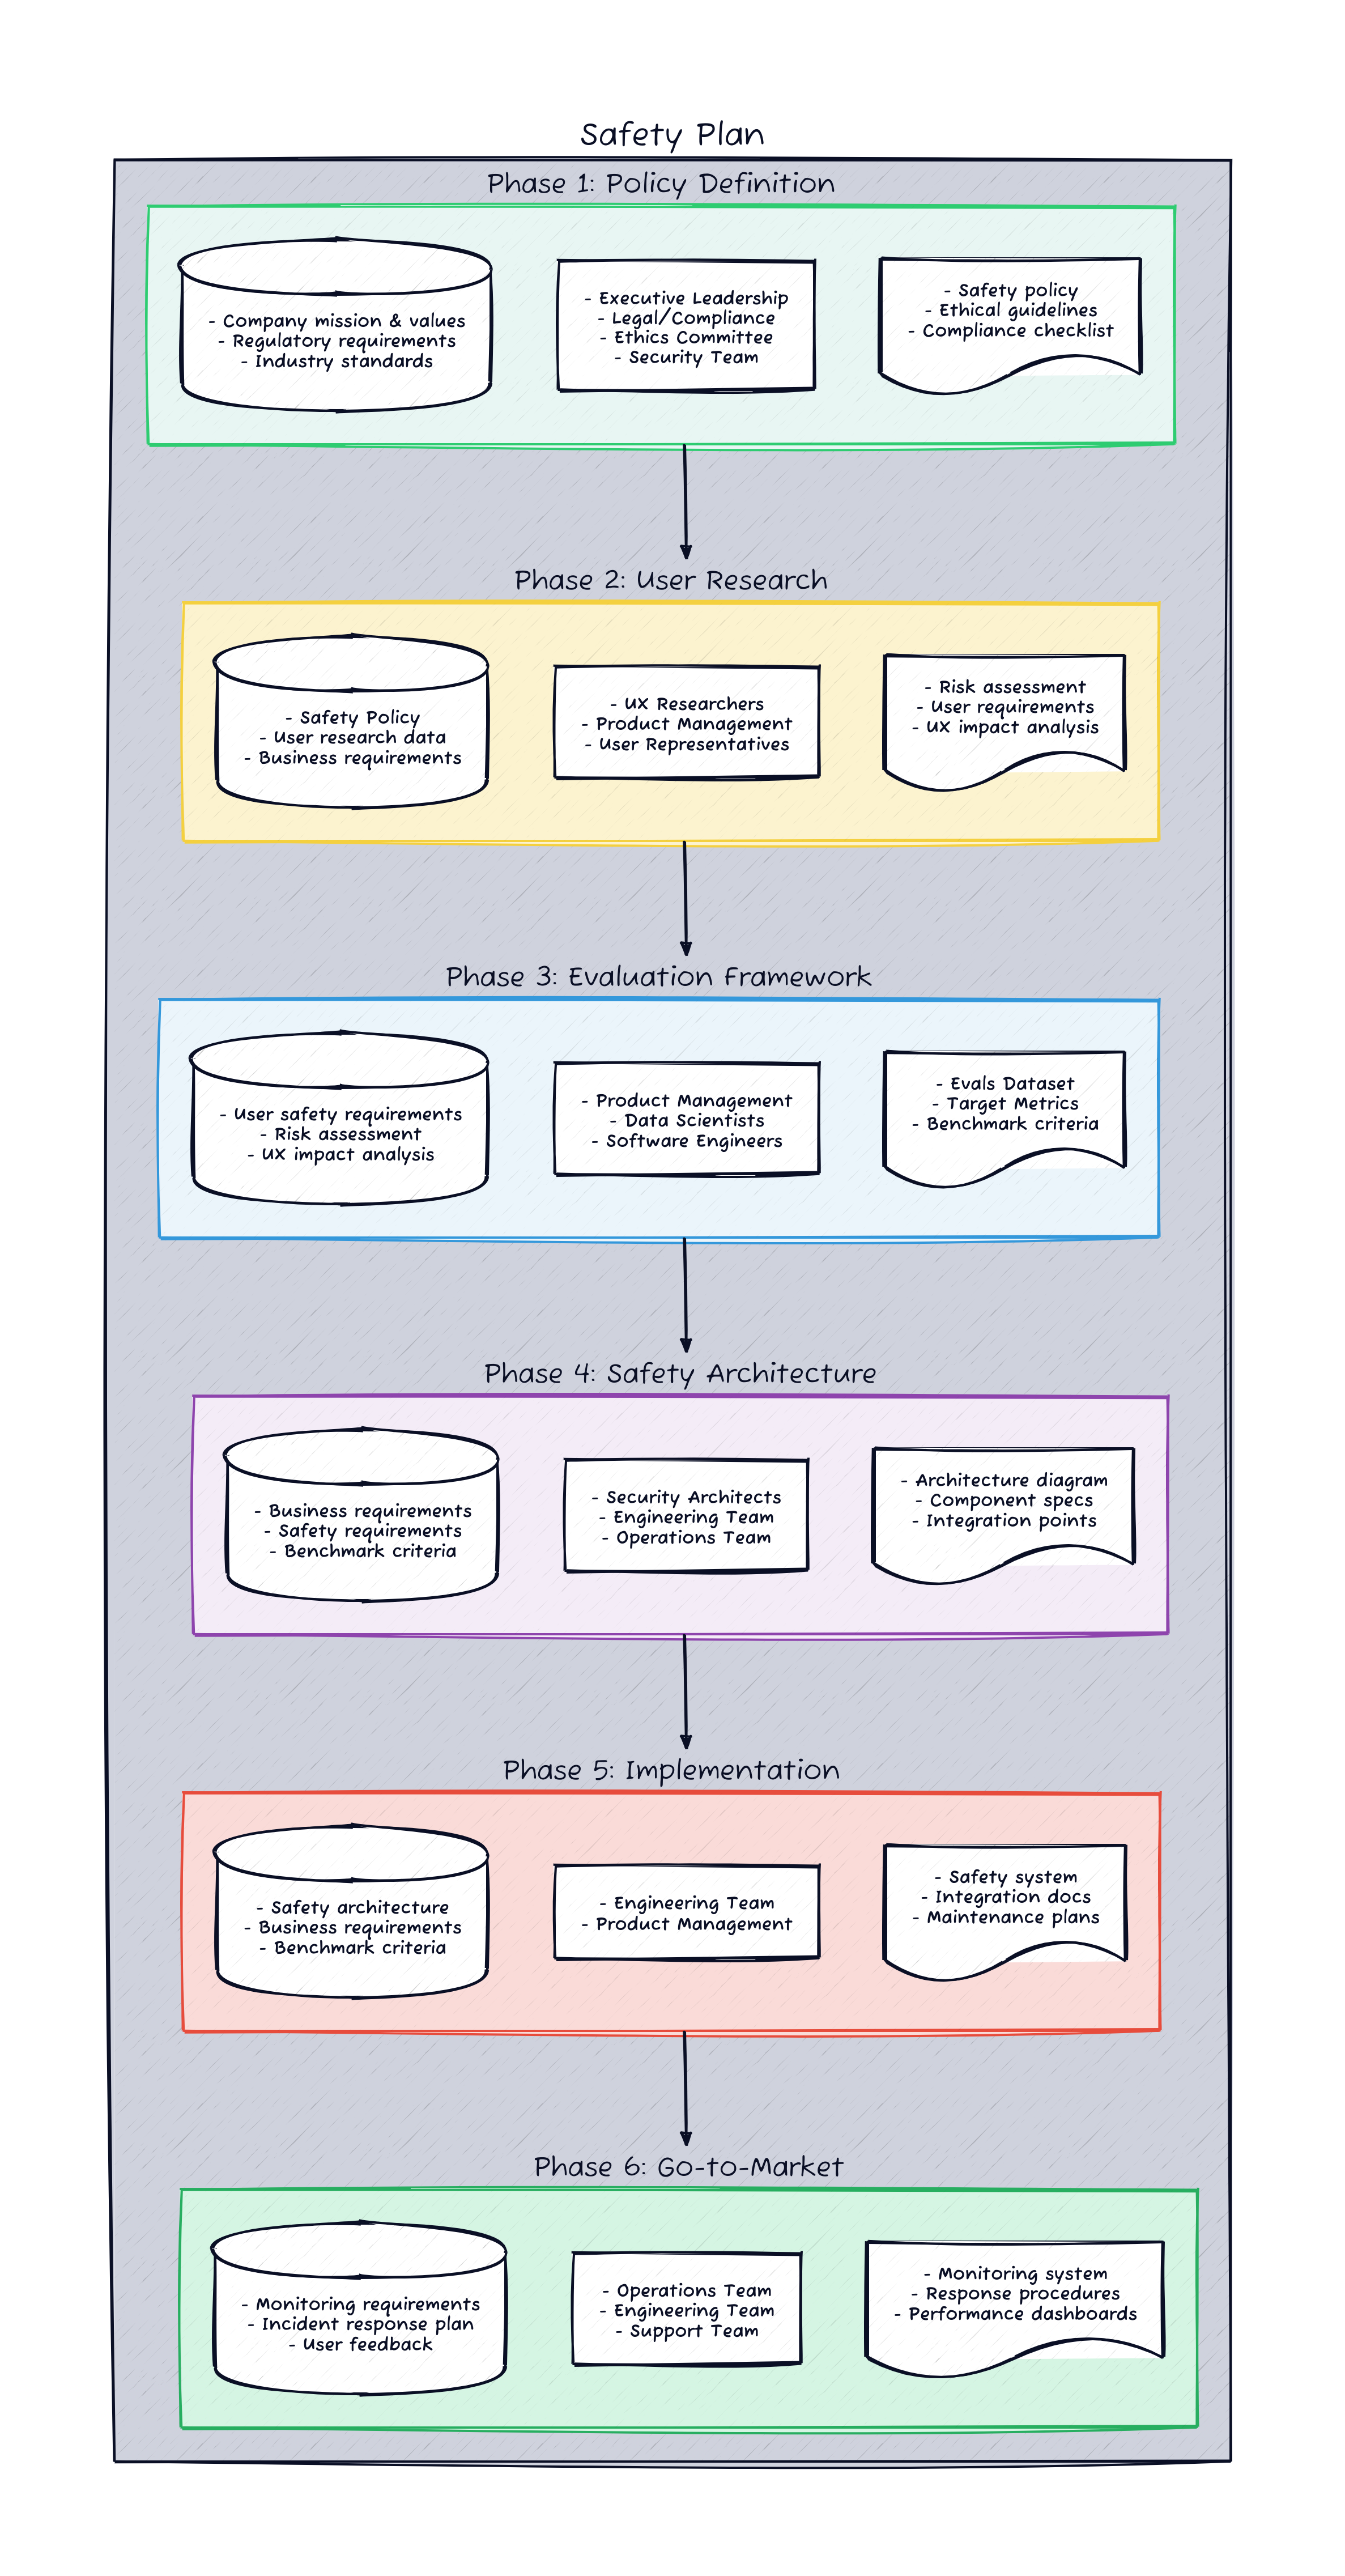 Safety Plan
Phase 1: Policy Definition
- Company mission & values
- Regulatory requirements
- Industry standards
- Executive Leadership
- Legal/Compliance
- Ethics Committee
- Security Team
- Safety policy
- Ethical guidelines
- Compliance checklist
Phase 2: User Research
- Safety Policy
- User research data
- Business requirements
- UX Researchers
- Product Management
- User Representatives
- Risk assessment
- User requirements
- UX impact analysis
Phase 3: Evaluation Framework
- User safety requirements
- Risk assessment
- UX impact analysis
- Product Management
- Data Scientists
- Software Engineers
- Evals Dataset
- Target Metrics
- Benchmark criteria
Phase 4: Safety Architecture
- Business requirements
- Safety requirements
- Benchmark criteria
- Security Architects
- Engineering Team
- Operations Team
- Architecture diagram
- Component specs
- Integration points
Phase 5: Implementation
- Safety architecture
- Business requirements
- Benchmark criteria
- Engineering Team
- Product Management
- Safety system
- Integration docs
- Maintenance plans
Phase 6: Go-to-Market
- Monitoring requirements
- Incident response plan
- User feedback
- Operations Team
- Engineering Team
- Support Team
- Monitoring system
- Response procedures
- Performance dashboards